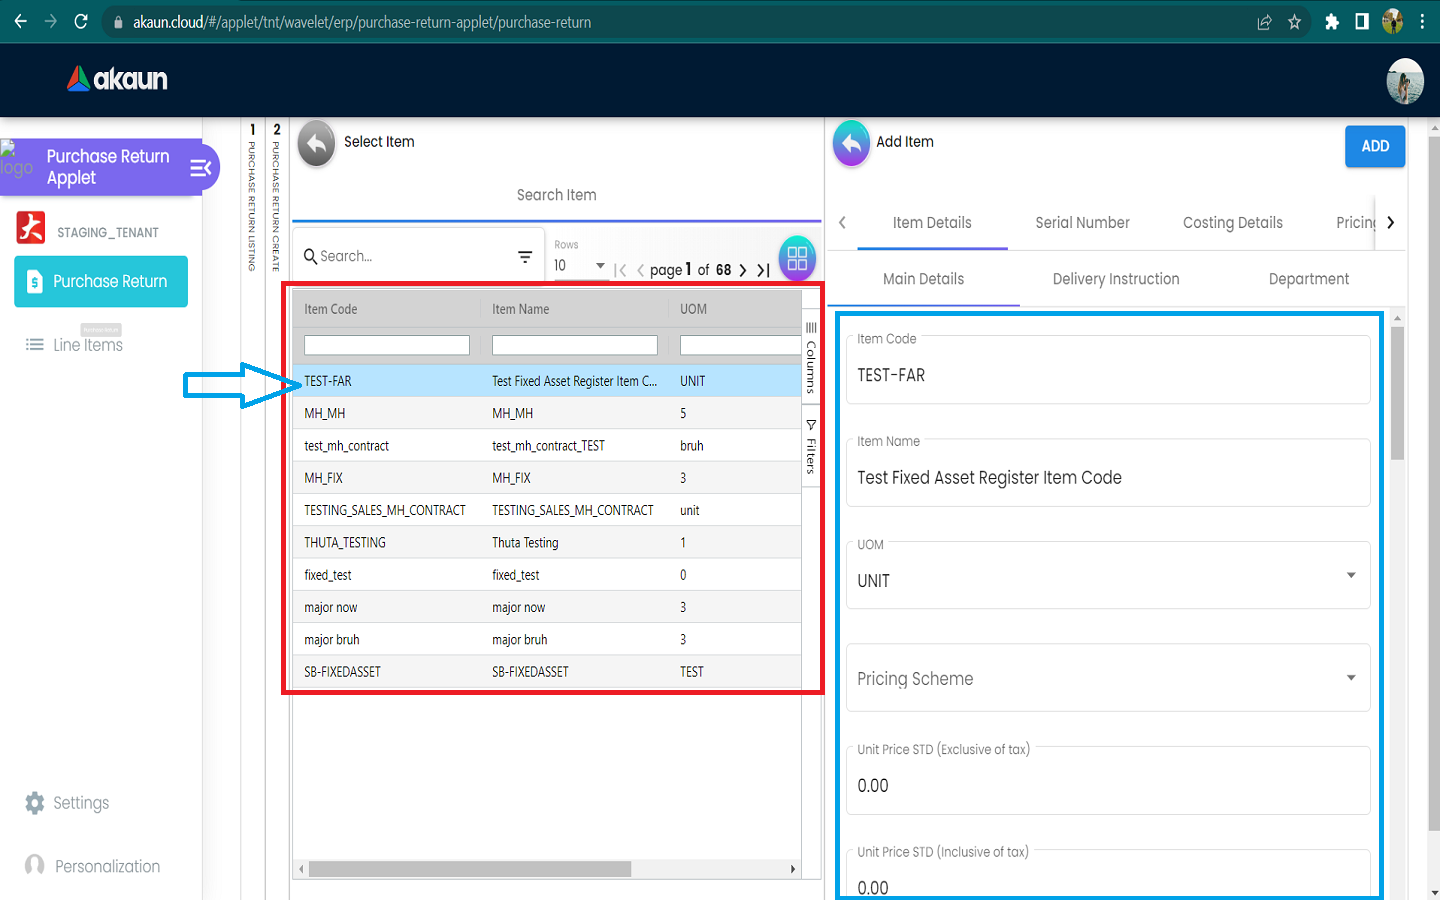 akaun.cloud/#/applet/tnt/wavelet/erp/purchase-return-applet/purchase-return
akaun
logo
Purchase Return
Applet
STAGING_TENANT
Purchase Return
Line Items
Settings
Personalization
1 PURCHASE RETURN LISTING
2 PURCHASE RETURN CREATE
Select Item
Search Item
Search...
Rows
10
page 1 of 68
Item Code Item Name UOM
TEST-FAR Test Fixed Asset Register Item C... UNIT
MH_MH MH_MH 5
test_mh_contract test_mh_contract_TEST bruh
MH_FIX MH_FIX 3
TESTING_SALES_MH_CONTRACT TESTING_SALES_MH_CONTRACT unit
THUTA_TESTING Thuta Testing 1
fixed_test fixed_test 0
major now major now 3
major bruh major bruh 3
SB-FIXEDASSET SB-FIXEDASSET TEST
Columns
Filters
Add Item
ADD
Item Details Serial Number Costing Details Pricing
Main Details Delivery Instruction Department
Item Code
TEST-FAR
Item Name
Test Fixed Asset Register Item Code
UOM
UNIT
Pricing Scheme
Unit Price STD (Exclusive of tax)
0.00
Unit Price STD (Inclusive of tax)
0.00